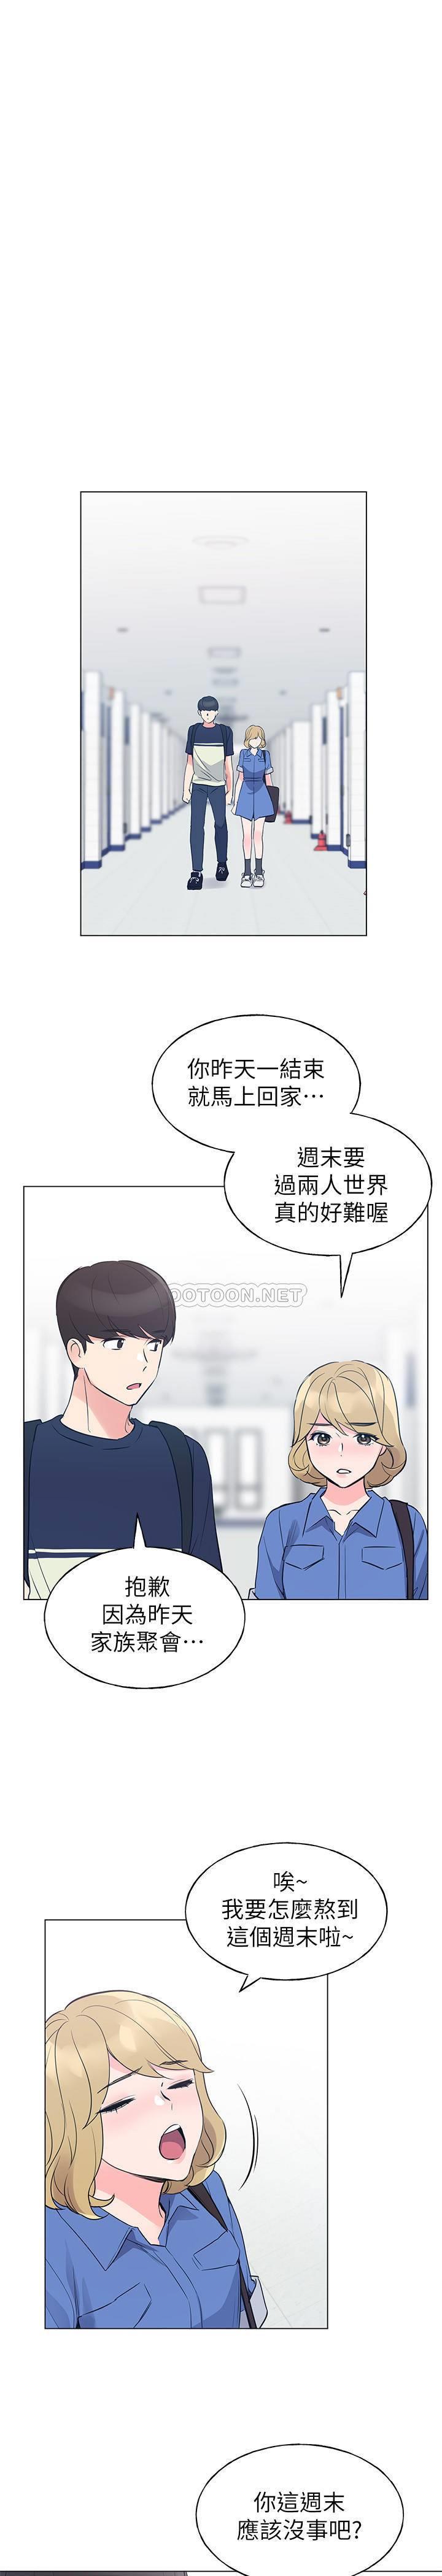 你昨天一結束
就馬上回家⋯
週末要
過兩人世界
真的好難喔
OOTOON.NET
抱歉
因為昨天
家族聚會⋯
唉~
我要怎麼熬到
這個週末啦~
你這週末
應該沒事吧?